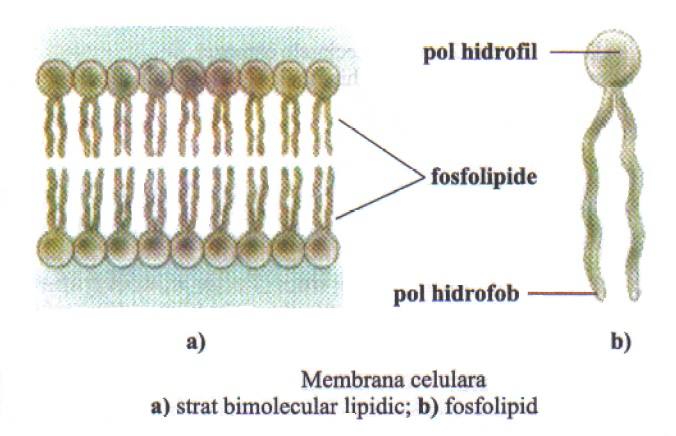 pol hidrofil
fosfolipide
pol hidrofob
a)
b)
Membrana celulara
a) strat bimolecular lipidic; b) fosfolipid